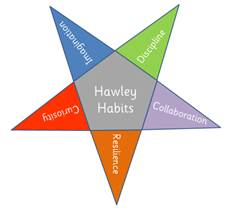 Imagination
Discipline
Hawley
Habits
Curiosity
Collaboration
Resilience